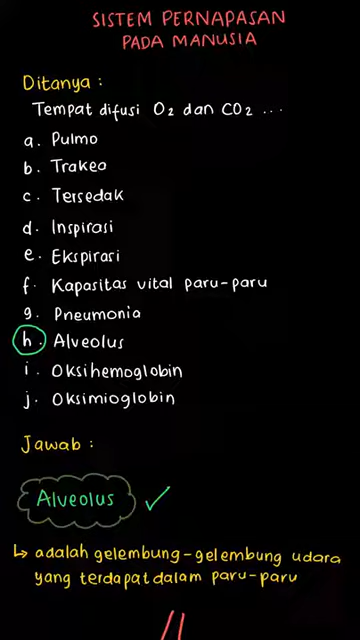 SISTEM PERNAPASAN
PADA MANUSIA
Ditanya :
Tempat difusi O₂ dan CO₂ ...
a. Pulmo
b. Trakea
c. Tersedak
d. Inspirasi
e. Ekspirasi
f. Kapasitas vital paru-paru
g. Pneumonia
h. Alveolus
i. Oksihemoglobin
j. Oksimioglobin
Jawab :
Alveolus ✓
↳ adalah gelembung-gelembung udara
yang terdapat dalam paru-paru
//